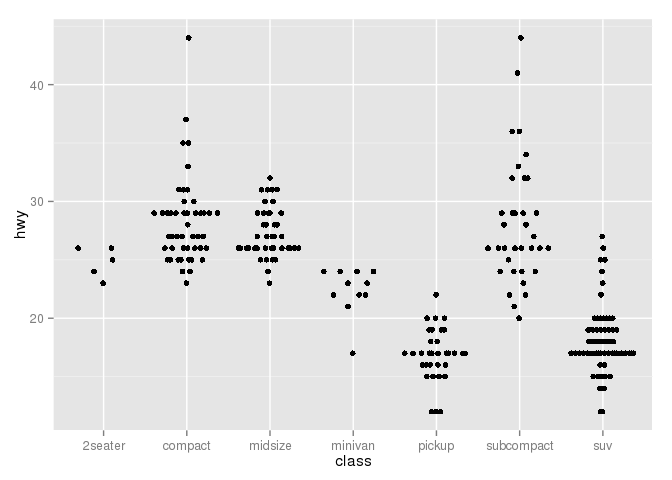 hwy
40
30
20
2seater compact midsize minivan pickup subcompact suv
class